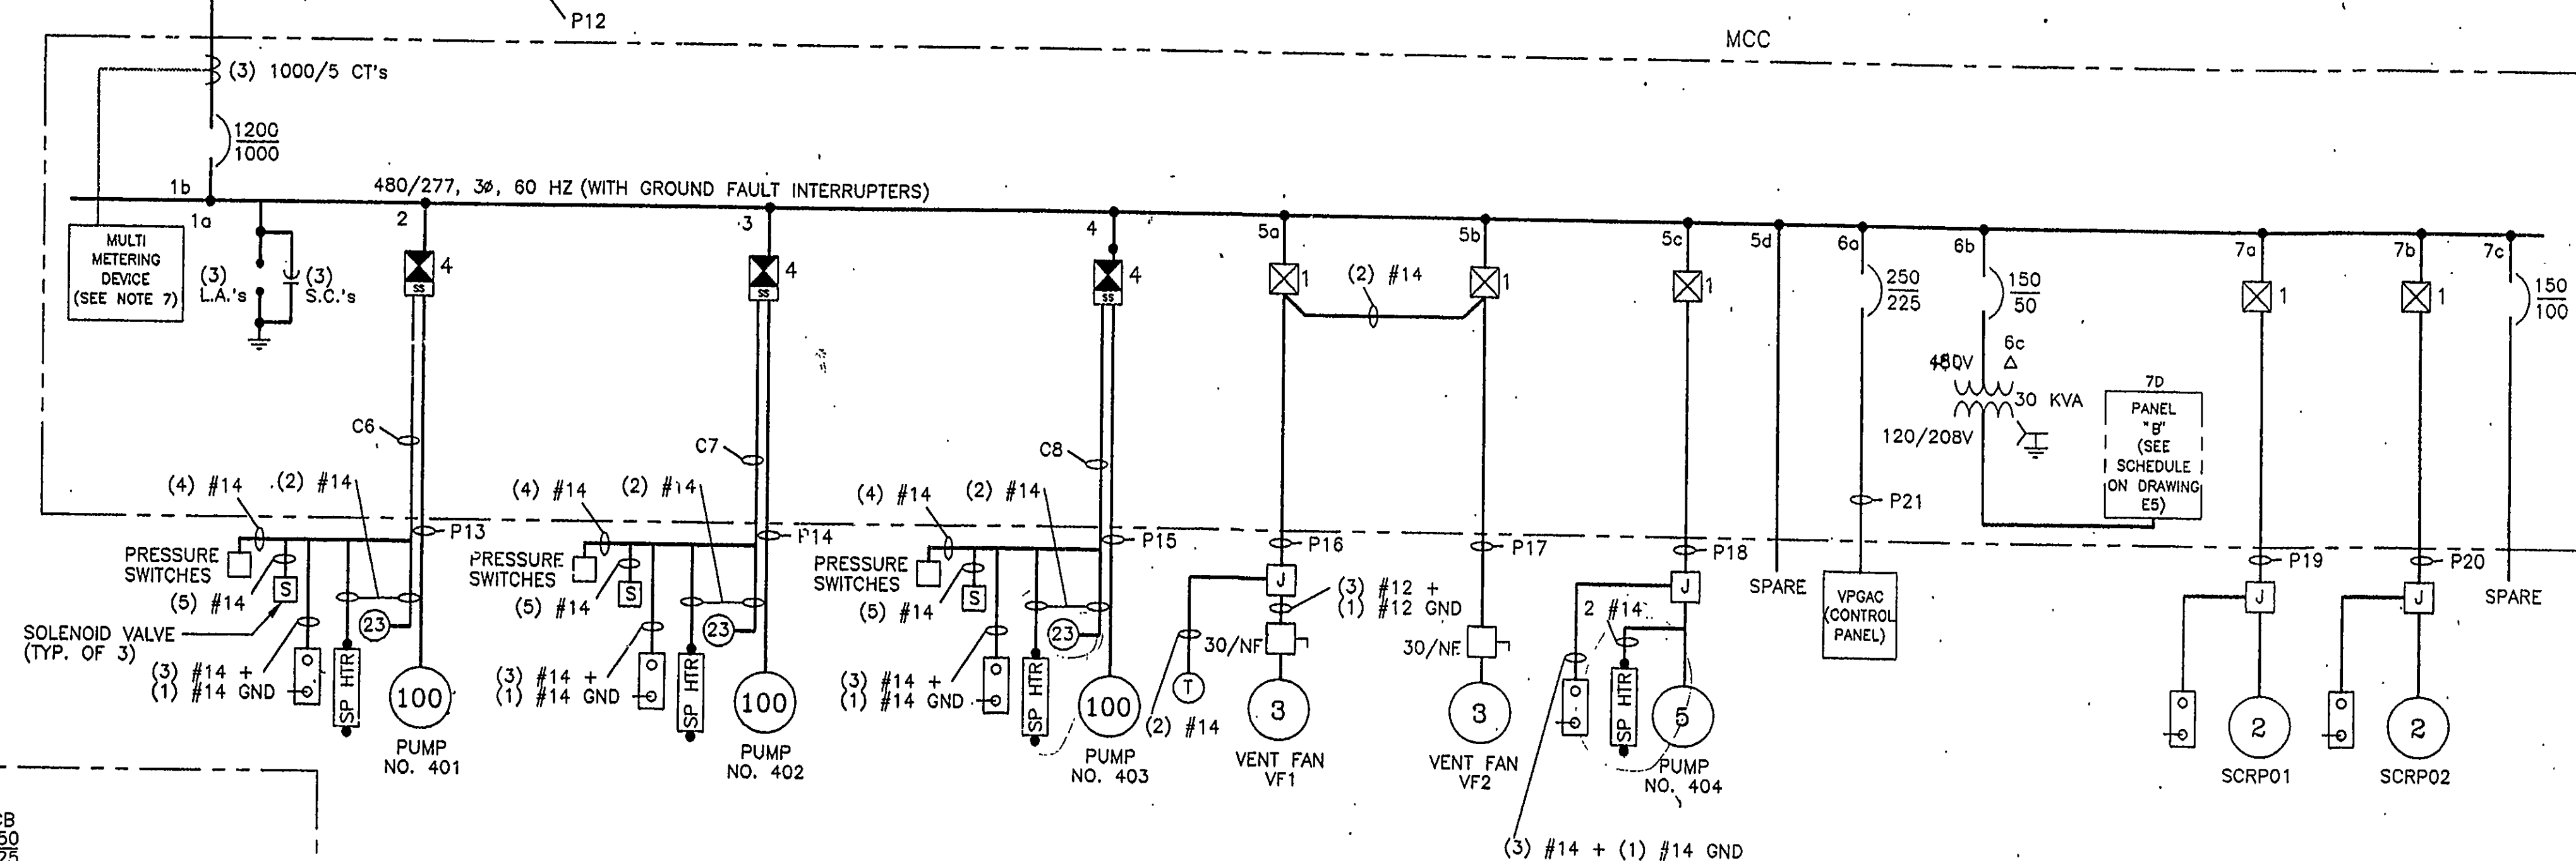 P12
MCC
(3) 1000/5 CT's
1200
1000
480/277, 3ø, 60 HZ (WITH GROUND FAULT INTERRUPTERS)
1b
1a
2
3
4
5a
5b
5c
5d
6a
6b
7a
7b
7c
MULTI
METERING
DEVICE
(SEE NOTE 7)
(3)
L.A.'s
(3)
S.C.'s
4
SS
4
SS
4
SS
1
(2) #14
1
1
250
225
150
50
1
1
150
100
6c
480V
Δ
30 KVA
120/208V
7D
PANEL
"B"
(SEE
SCHEDULE
ON DRAWING
E5)
C6
C7
C8
P21
(4) #14
(2) #14
(4) #14
(2) #14
(4) #14
(2) #14
P13
P14
P15
P16
P17
P18
P19
P20
PRESSURE
SWITCHES
(5) #14
S
PRESSURE
SWITCHES
(5) #14
S
PRESSURE
SWITCHES
(5) #14
S
SOLENOID VALVE
(TYP. OF 3)
(3) #14 +
(1) #14 GND
SP HTR
23
100
PUMP
NO. 401
(3) #14 +
(1) #14 GND
SP HTR
23
100
PUMP
NO. 402
(3) #14 +
(1) #14 GND
SP HTR
23
100
PUMP
NO. 403
J
(3) #12 +
(1) #12 GND
30/NF
T
(2) #14
3
VENT FAN
VF1
30/NF
3
VENT FAN
VF2
J
2 #14
SP HTR
5
PUMP
NO. 404
(3) #14 + (1) #14 GND
SPARE
VPGAC
(CONTROL
PANEL)
J
2
SCRP01
J
2
SCRP02
SPARE
CB
50
25